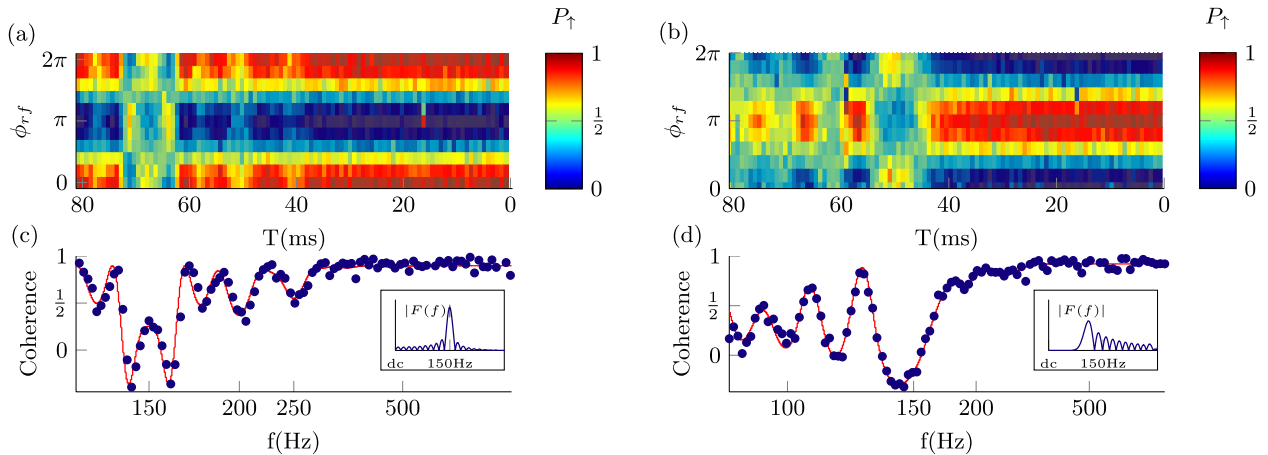 (a)
P↑
2π
π
0
ϕrf
1
1/2
0
80 60 40 20 0
T(ms)
(b)
P↑
2π
π
0
ϕrf
1
1/2
0
80 60 40 20 0
T(ms)
(c)
1
1/2
0
Coherence
|F(f)|
dc 150Hz
150 200 250 500
f(Hz)
(d)
1
1/2
0
Coherence
|F(f)|
dc 150Hz
100 150 200 500
f(Hz)